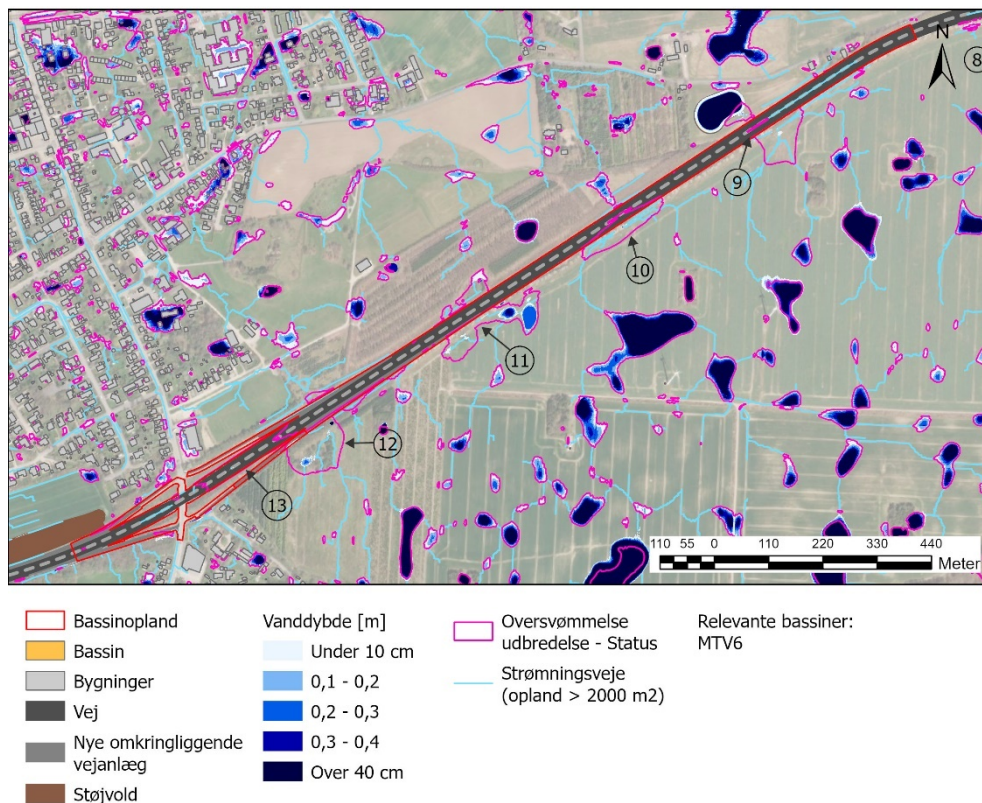 N
8
9
10
11
12
13
110 55 0 110 220 330 440
Meter
Bassinopland
Bassin
Bygninger
Vej
Nye omkringliggende
vejanlæg
Støjvold
Vanddybde [m]
Under 10 cm
0,1 - 0,2
0,2 - 0,3
0,3 - 0,4
Over 40 cm
Oversvømmelse
udbredelse - Status
Strømningsveje
(opland > 2000 m2)
Relevante bassiner:
MTV6